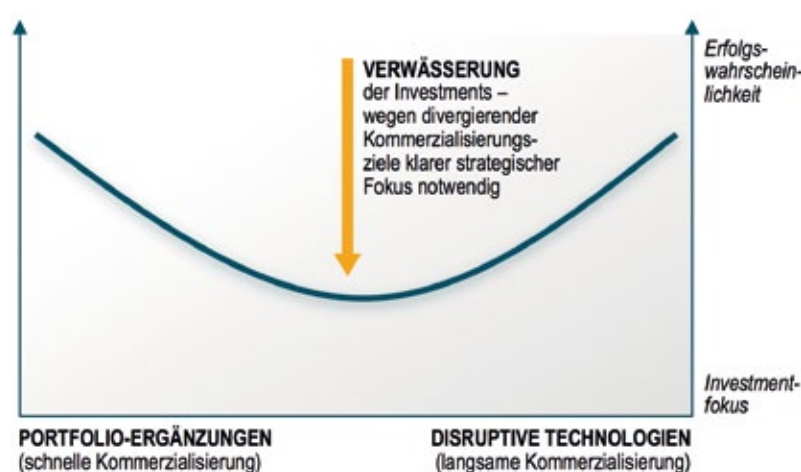 Erfolgs-
wahrschein-
lichkeit
VERWÄSSERUNG
der Investments –
wegen divergierender
Kommerzialisierungs-
ziele klarer strategischer
Fokus notwendig
Investment-
fokus
PORTFOLIO-ERGÄNZUNGEN
(schnelle Kommerzialisierung)
DISRUPTIVE TECHNOLOGIEN
(langsame Kommerzialisierung)